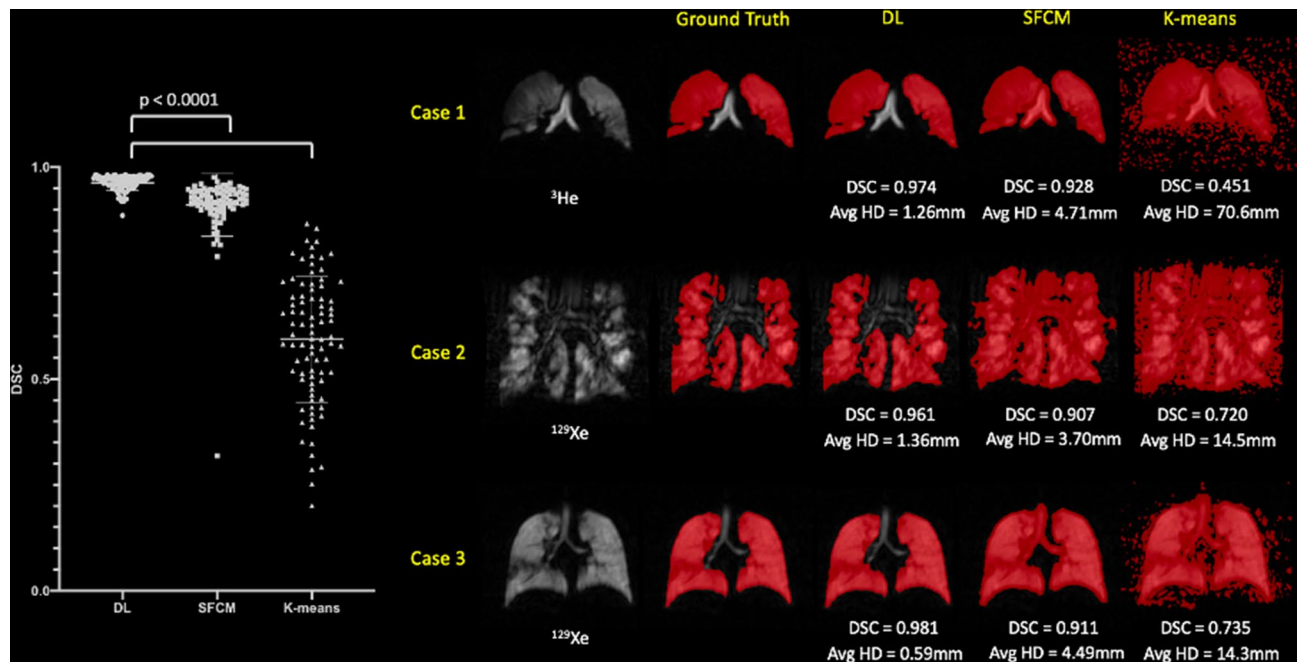 Ground Truth DL SFCM K-means
p < 0.0001
Case 1
1.0
³He
DSC = 0.974 DSC = 0.928 DSC = 0.451
Avg HD = 1.26mm Avg HD = 4.71mm Avg HD = 70.6mm
Case 2
DSC
0.5
¹²⁹Xe
DSC = 0.961 DSC = 0.907 DSC = 0.720
Avg HD = 1.36mm Avg HD = 3.70mm Avg HD = 14.5mm
Case 3
0.0
DL SFCM K-means
¹²⁹Xe
DSC = 0.981 DSC = 0.911 DSC = 0.735
Avg HD = 0.59mm Avg HD = 4.49mm Avg HD = 14.3mm